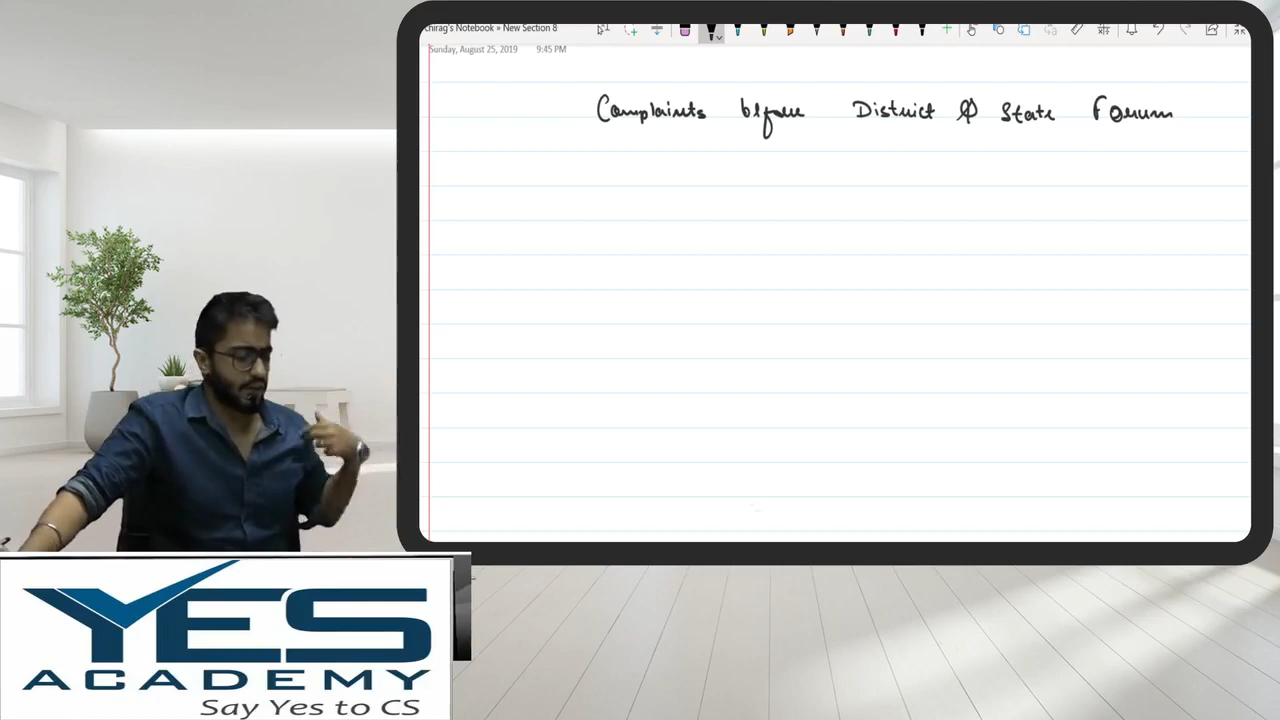 chirag's Notebook » New Section 8
Sunday, August 25, 2019 9:45 PM
Complaints before District & State Forum
YES
ACADEMY
Say Yes to CS